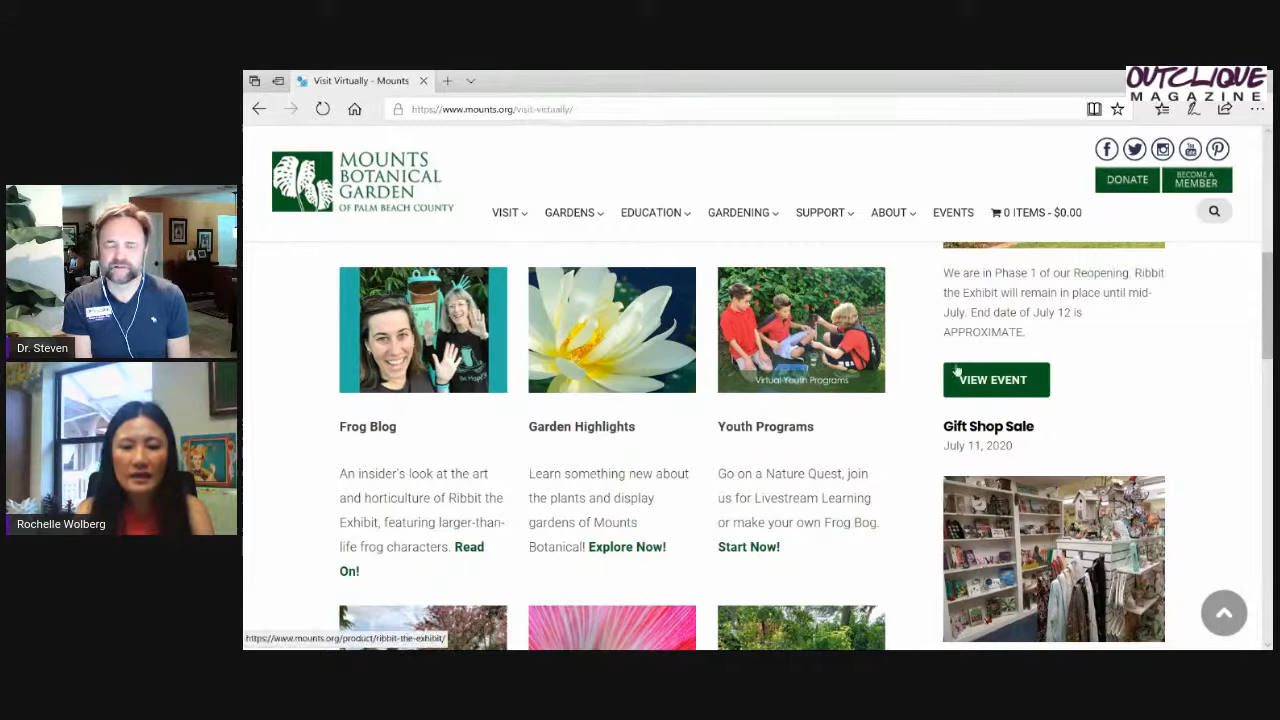 OUTCLIQUE
MAGAZINE
Visit Virtually - Mounts
https://www.mounts.org/visit-virtually/
MOUNTS
BOTANICAL
GARDEN
OF PALM BEACH COUNTY
DONATE
BECOME A
MEMBER
VISIT GARDENS EDUCATION GARDENING SUPPORT ABOUT EVENTS 0 ITEMS - $0.00
Virtual Youth Programs
Frog Blog
An insider's look at the art
and horticulture of Ribbit the
Exhibit, featuring larger-than-
life frog characters. Read
On!
Garden Highlights
Learn something new about
the plants and display
gardens of Mounts
Botanical! Explore Now!
Youth Programs
Go on a Nature Quest, join
us for Livestream Learning
or make your own Frog Bog.
Start Now!
We are in Phase 1 of our Reopening. Ribbit
the Exhibit will remain in place until mid-
July. End date of July 12 is
APPROXIMATE.
VIEW EVENT
Gift Shop Sale
July 11, 2020
https://www.mounts.org/product/ribbit-the-exhibit/
Dr. Steven
Rochelle Wolberg